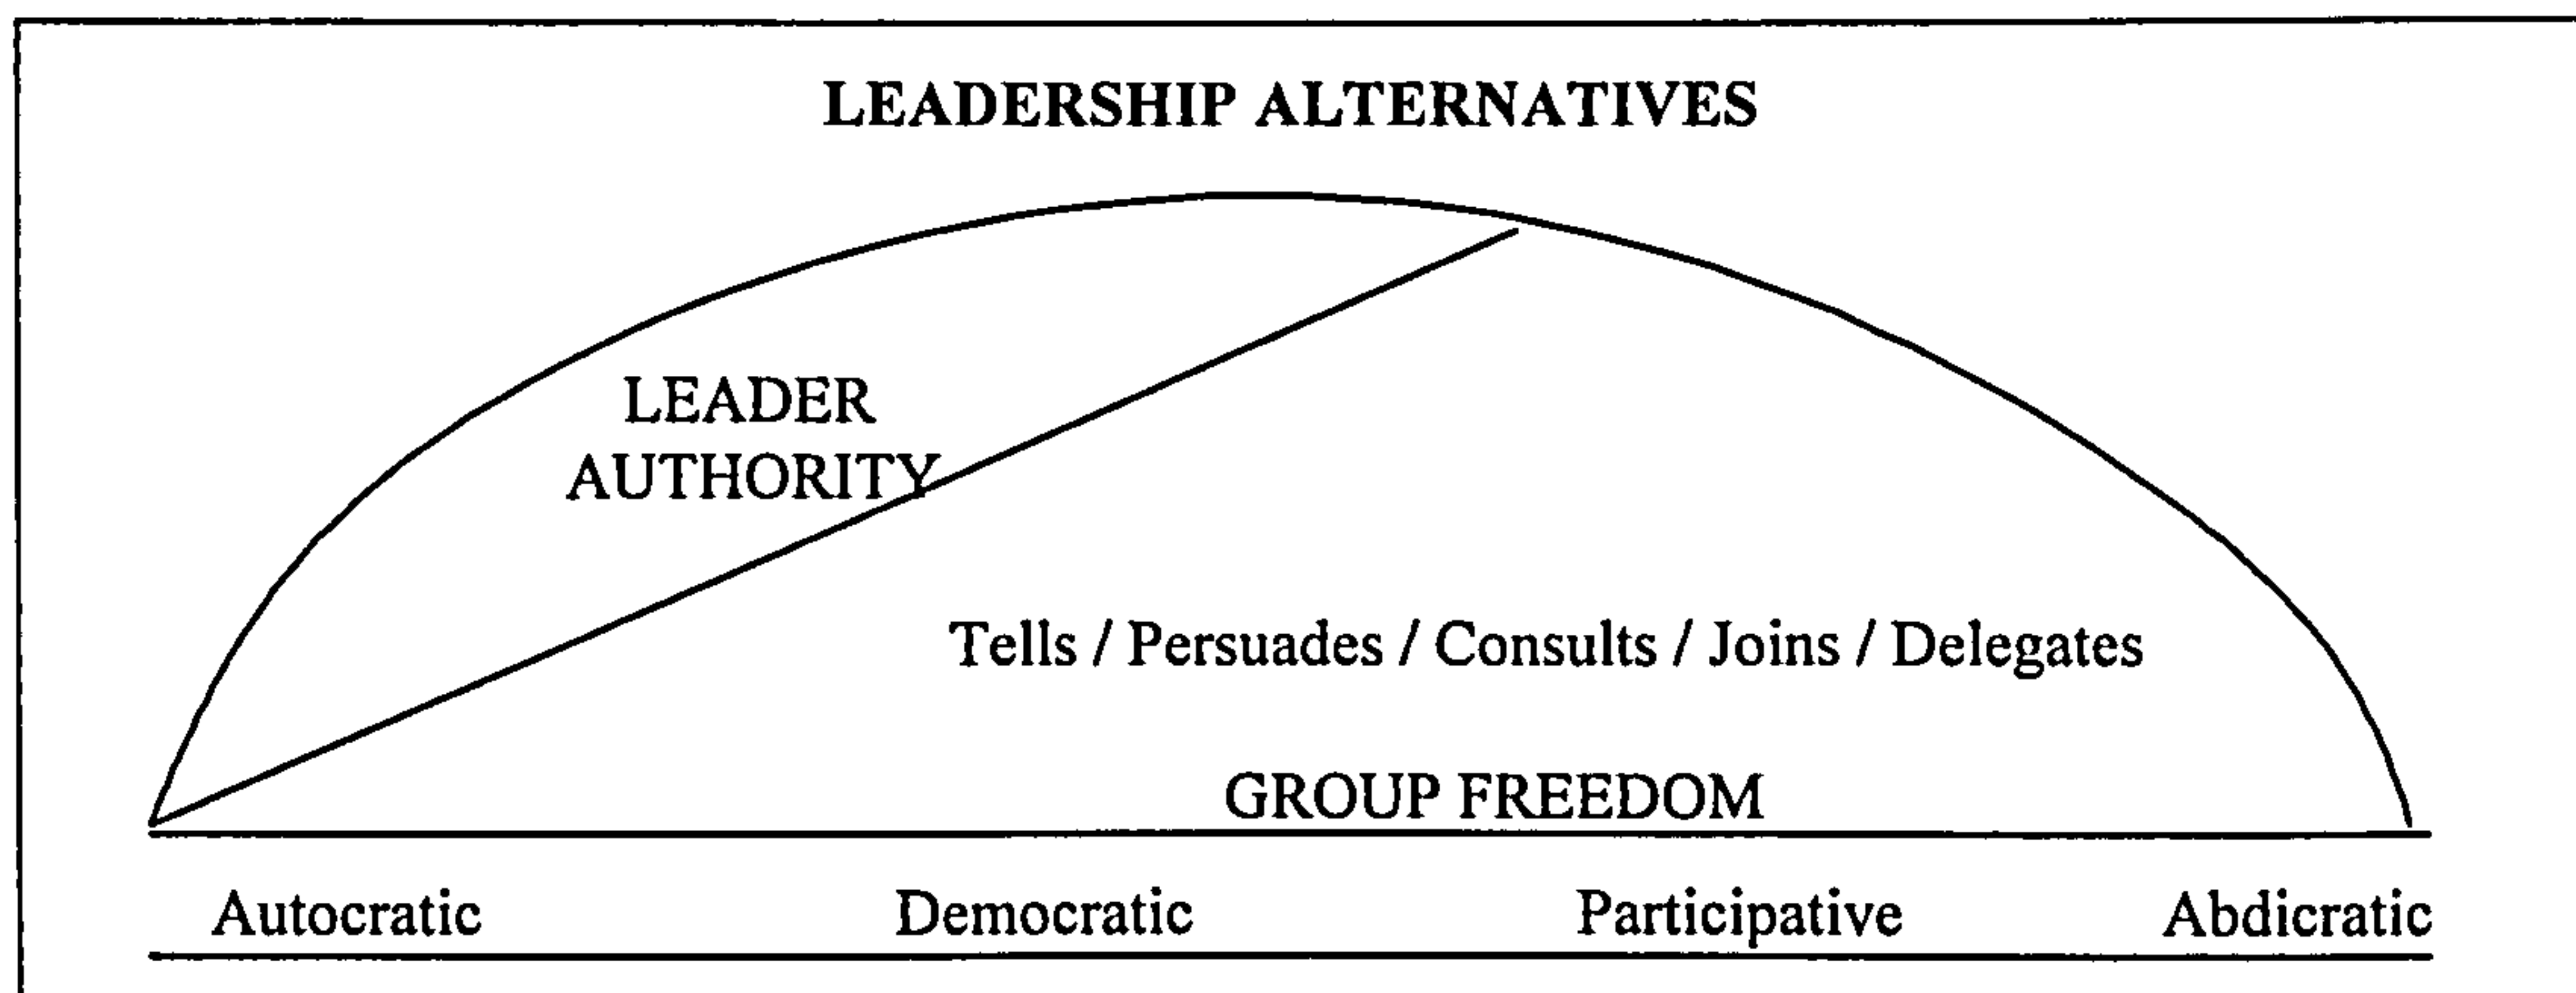 LEADERSHIP ALTERNATIVES
LEADER
AUTHORITY
Tells / Persuades / Consults / Joins / Delegates
GROUP FREEDOM
Autocratic Democratic Participative Abdicratic